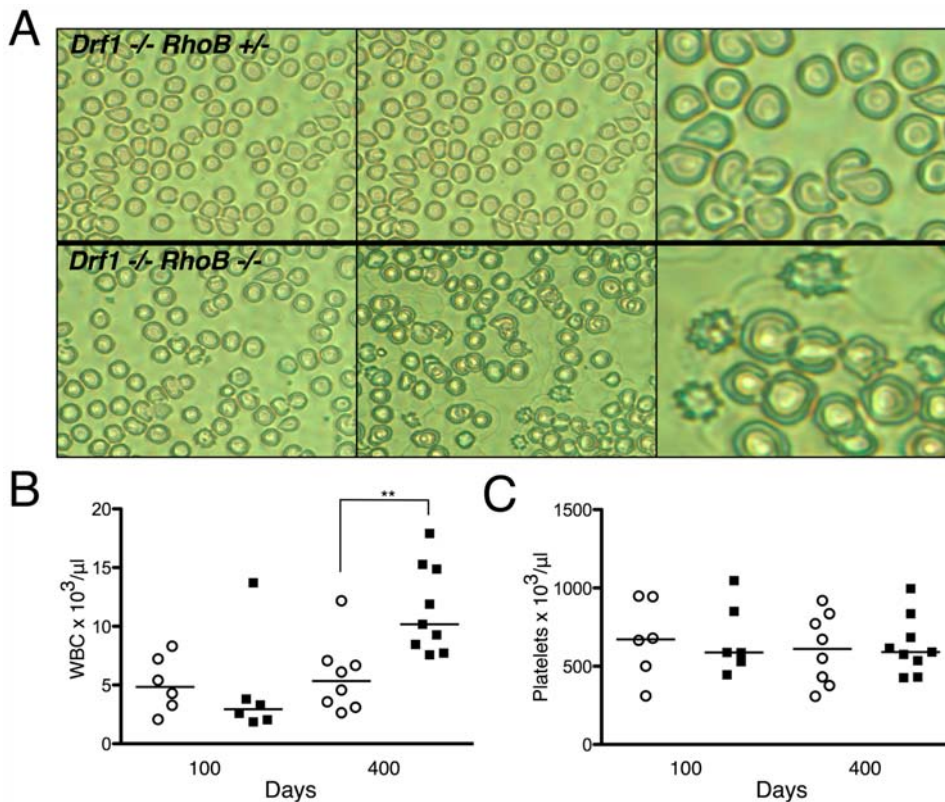 A
Drf1 -/- RhoB +/-
Drf1 -/- RhoB -/-
B
WBC x 10³/µl
20
15
10
5
0
**
100
400
Days
C
Platelets x 10³/µl
1500
1000
500
0
100
400
Days